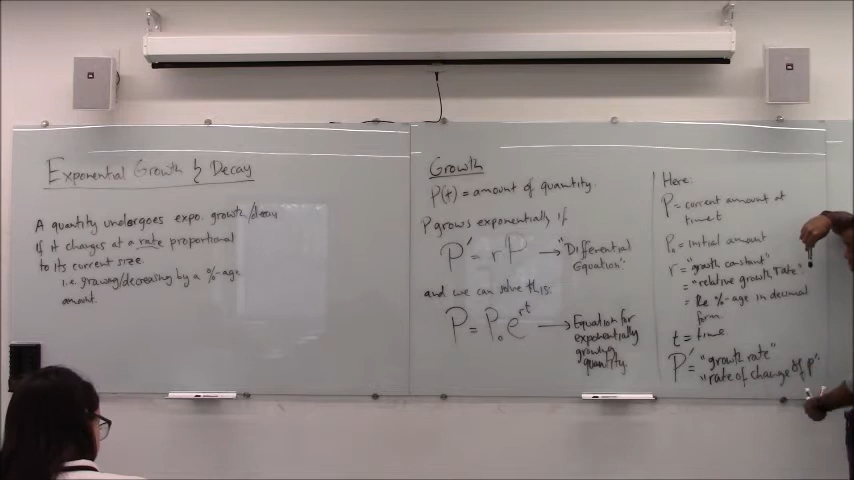 Exponential Growth & Decay
A quantity undergoes expo. growth/decay
if it changes at a rate proportional
to its current size.
i.e. growing/decreasing by a %-age
amount.
Growth
P(t) = amount of quantity.
P grows exponentially if
P' = rP → "Differential
Equation".
and we can solve this:
P = P₀e^rt → Equation for
exponentially
growing
quantity.
Here:
P = current amount at
time t
P₀ = initial amount
r = "growth constant"
= "relative growth rate"
= the %-age in decimal
form.
t = time
P' = "growth rate"
"rate of change of P"